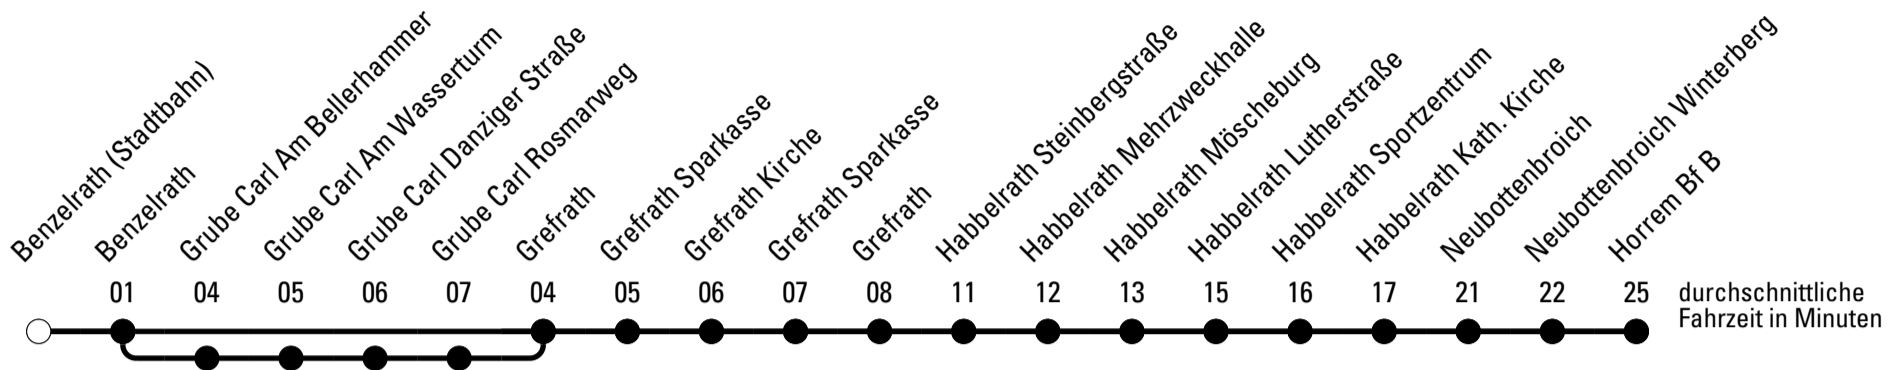 Benzelrath (Stadtbahn)
Benzelrath
Grube Carl Am Bellerhammer
Grube Carl Am Wasserturm
Grube Carl Danziger Straße
Grube Carl Rosmarweg
Grefrath
Grefrath Sparkasse
Grefrath Kirche
Grefrath Sparkasse
Grefrath
Habbelrath Steinbergstraße
Habbelrath Mehrzweckhalle
Habbelrath Möscheburg
Habbelrath Lutherstraße
Habbelrath Sportzentrum
Habbelrath Kath. Kirche
Neubottenbroich
Neubottenbroich Winterberg
Horrem Bf B
01 04 05 06 07 04 05 06 07 08 11 12 13 15 16 17 21 22 25
durchschnittliche
Fahrzeit in Minuten